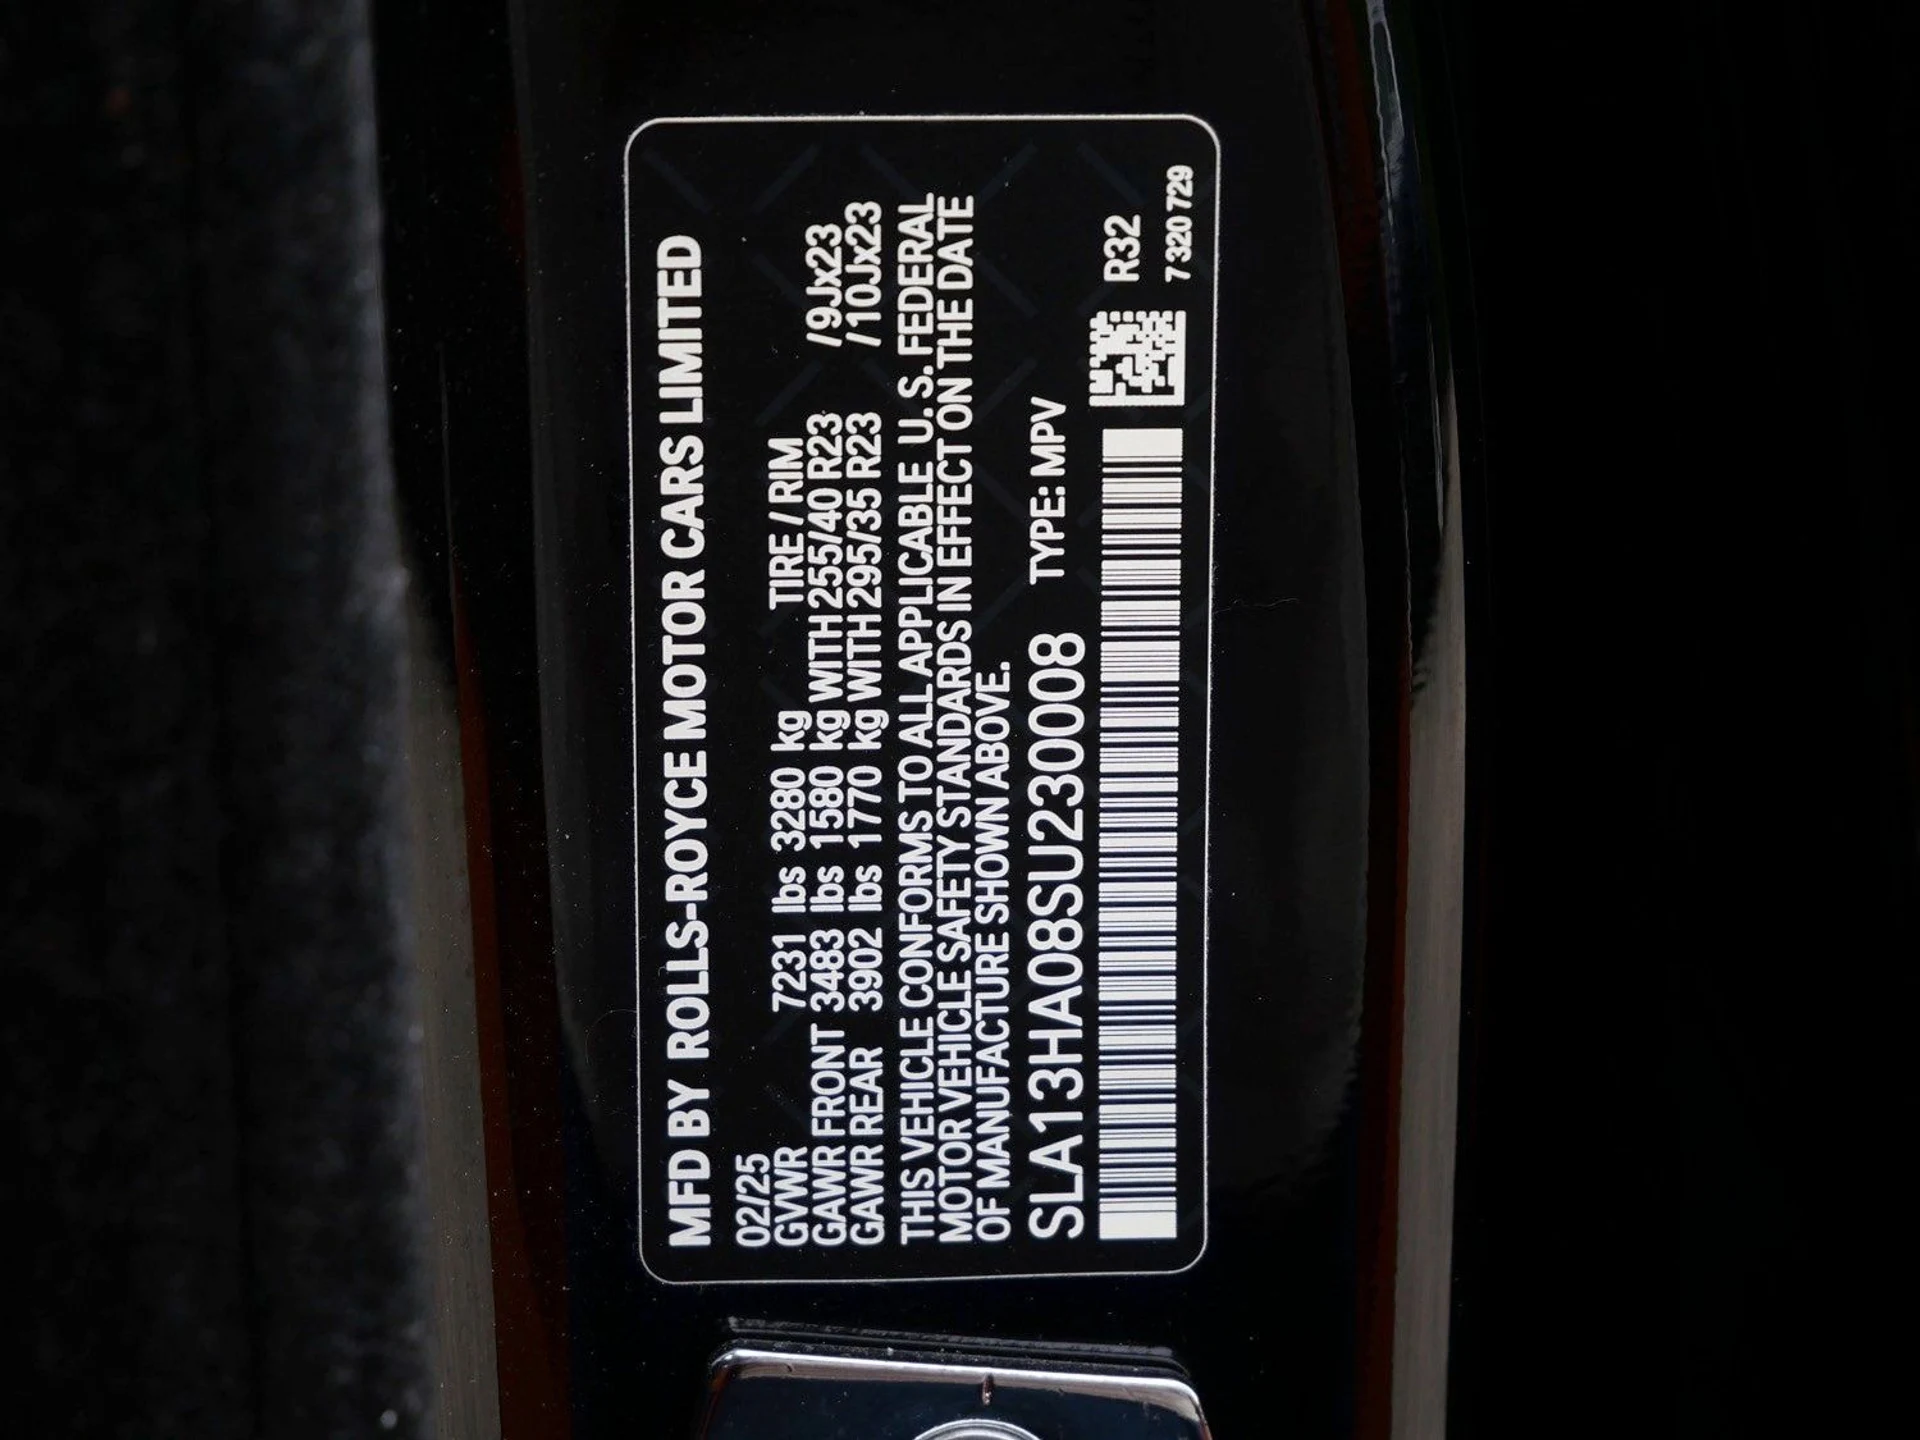 MFD BY ROLLS-ROYCE MOTOR CARS LIMITED
02/25
GVWR 7231 lbs 3280 kg TIRE / RIM
GAWR FRONT 3483 lbs 1580 kg WITH 255/40 R23 /9Jx23
GAWR REAR 3902 lbs 1770 kg WITH 295/35 R23 /10Jx23
THIS VEHICLE CONFORMS TO ALL APPLICABLE U.S. FEDERAL
MOTOR VEHICLE SAFETY STANDARDS IN EFFECT ON THE DATE
OF MANUFACTURE SHOWN ABOVE.
SLA13HA08SU230008 TYPE: MPV
R32
7 320 729